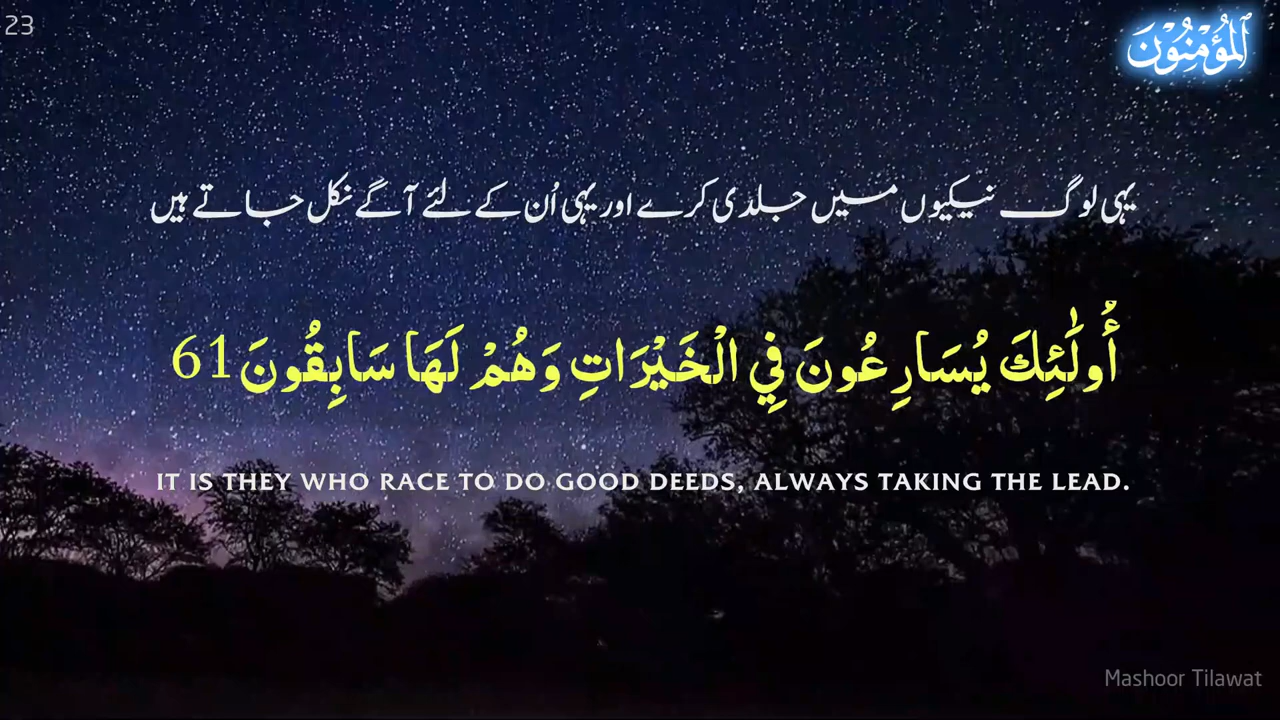 23
اَلْمُؤْمِنُوْنَ
یہی لوگ نیکیوں میں جلدی کرے اور یہی اُن کے لئے آگے نکل جاتے ہیں
أُولَٰئِكَ يُسَارِعُونَ فِي الْخَيْرَاتِ وَهُمْ لَهَا سَابِقُونَ 61
IT IS THEY WHO RACE TO DO GOOD DEEDS, ALWAYS TAKING THE LEAD.
Mashoor Tilawat